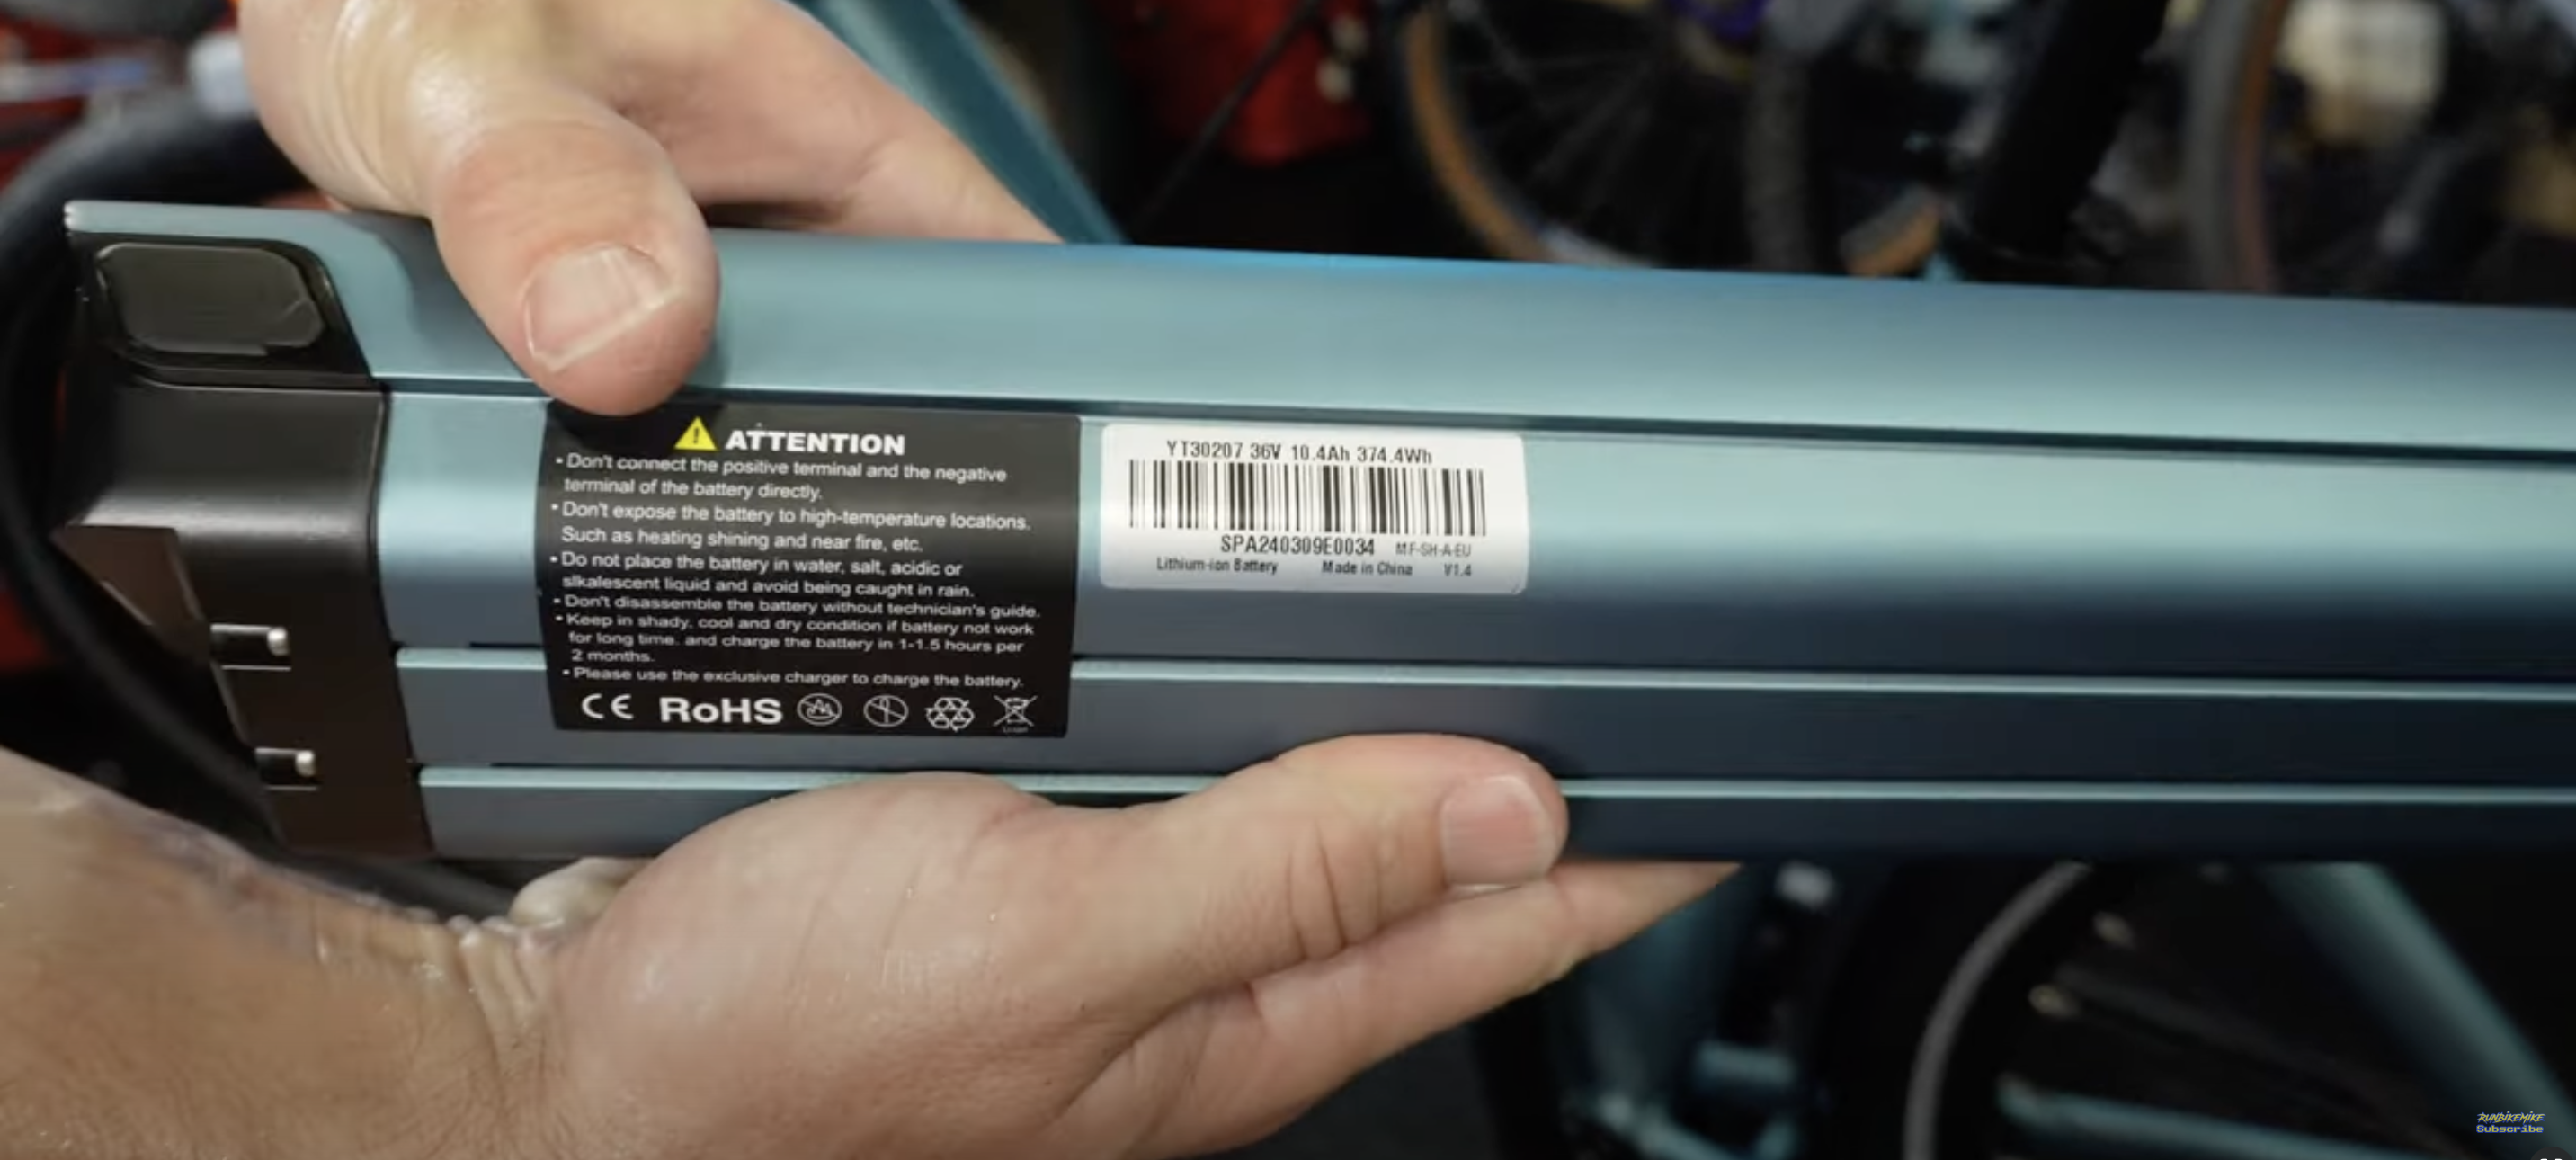 ATTENTION
• Don't connect the positive terminal and the negative
terminal of the battery directly.
• Don't expose the battery to high-temperature locations.
Such as heating shining and near fire, etc.
• Do not place the battery in water, salt, acidic or
slkalescent liquid and avoid being caught in rain.
• Don't disassemble the battery without technician's guide.
• Keep in shady, cool and dry condition if battery not work
for long time. and charge the battery in 1-1.5 hours per
2 months.
• Please use the exclusive charger to charge the battery.
CE RoHS
YT30207 36V 10.4Ah 374.4Wh
SPA240309E0034 MF-SH-A-EU
Lithium-ion Battery Made in China V1.4
RUNBIKEMIKE
Subscribe